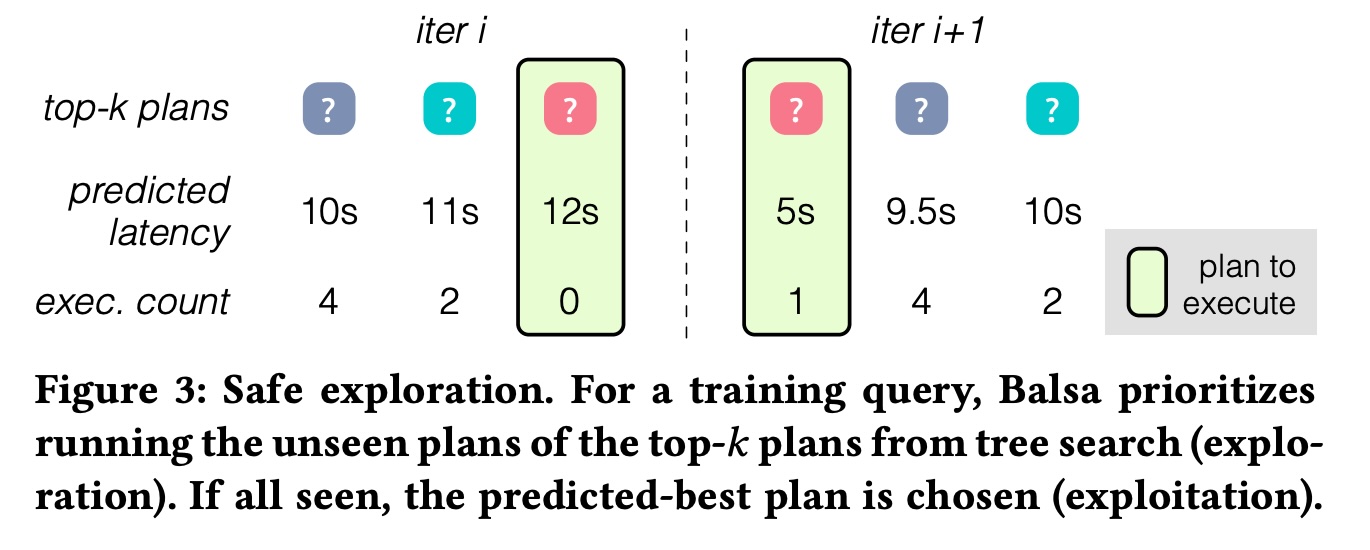 iter i iter i+1
top-k plans ? ? ? ? ? ?
predicted
latency 10s 11s 12s 5s 9.5s 10s
exec. count 4 2 0 1 4 2
plan to
execute
Figure 3: Safe exploration. For a training query, Balsa prioritizes
running the unseen plans of the top-k plans from tree search (explo-
ration). If all seen, the predicted-best plan is chosen (exploitation).